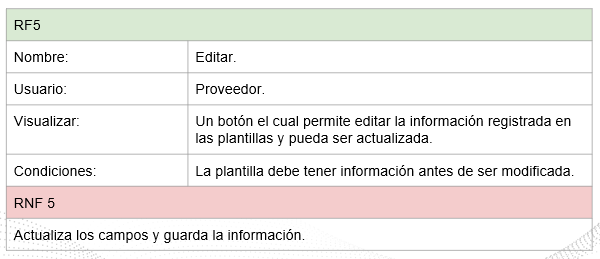 RF5
Nombre: Editar.
Usuario: Proveedor.
Visualizar: Un botón el cual permite editar la información registrada en
las plantillas y pueda ser actualizada.
Condiciones: La plantilla debe tener información antes de ser modificada.
RNF 5
Actualiza los campos y guarda la información.